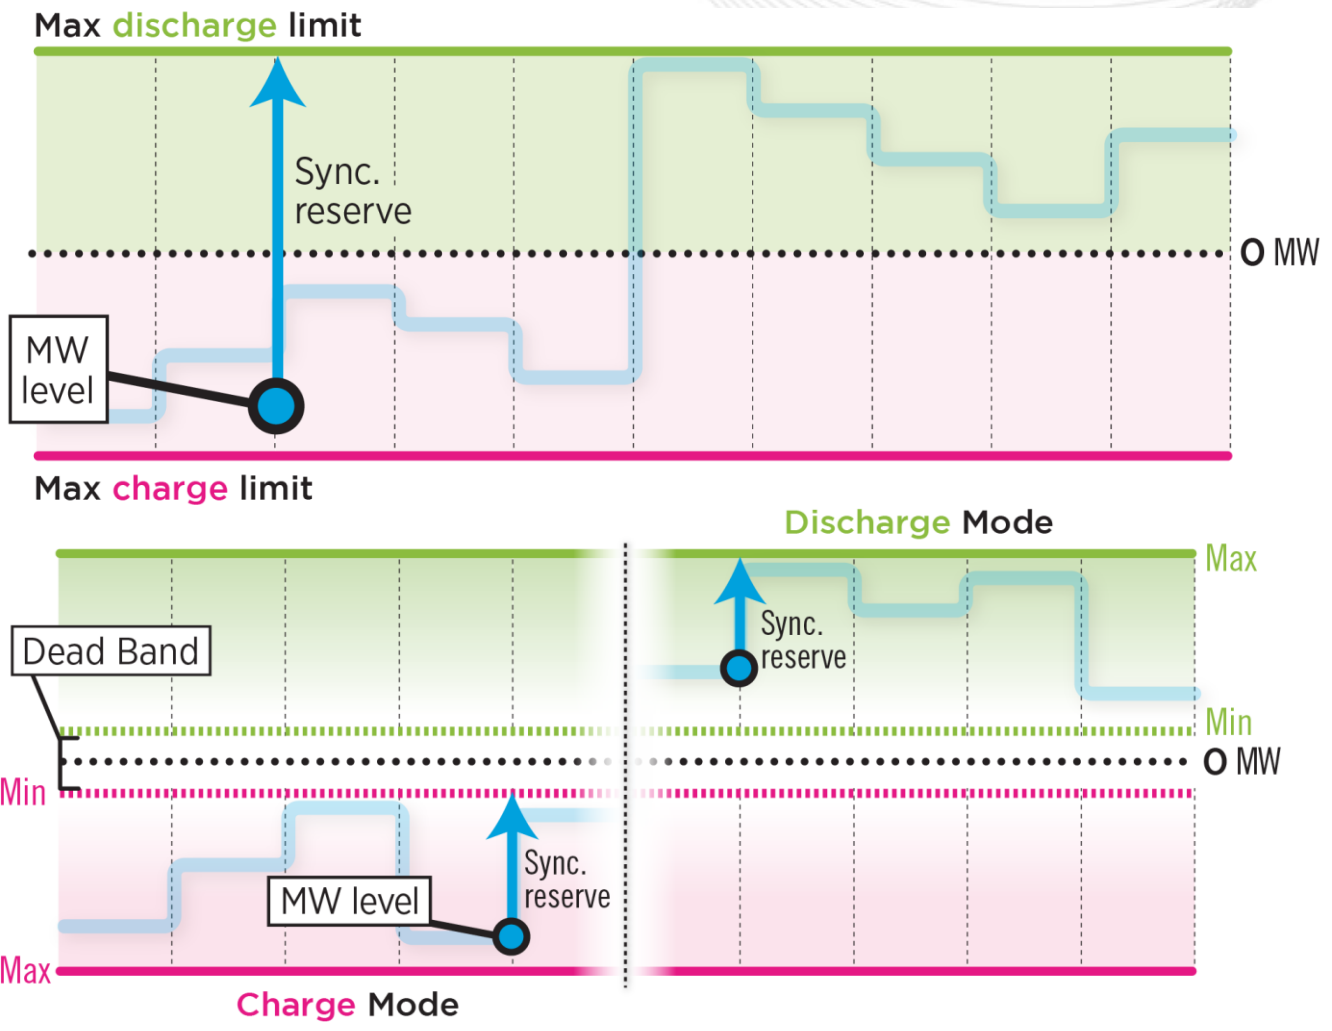 Max discharge limit
Sync.
reserve
0 MW
MW
level
Max charge limit
Discharge Mode
Max
Sync.
reserve
Dead Band
Min
0 MW
Min
Sync.
reserve
MW level
Max
Charge Mode